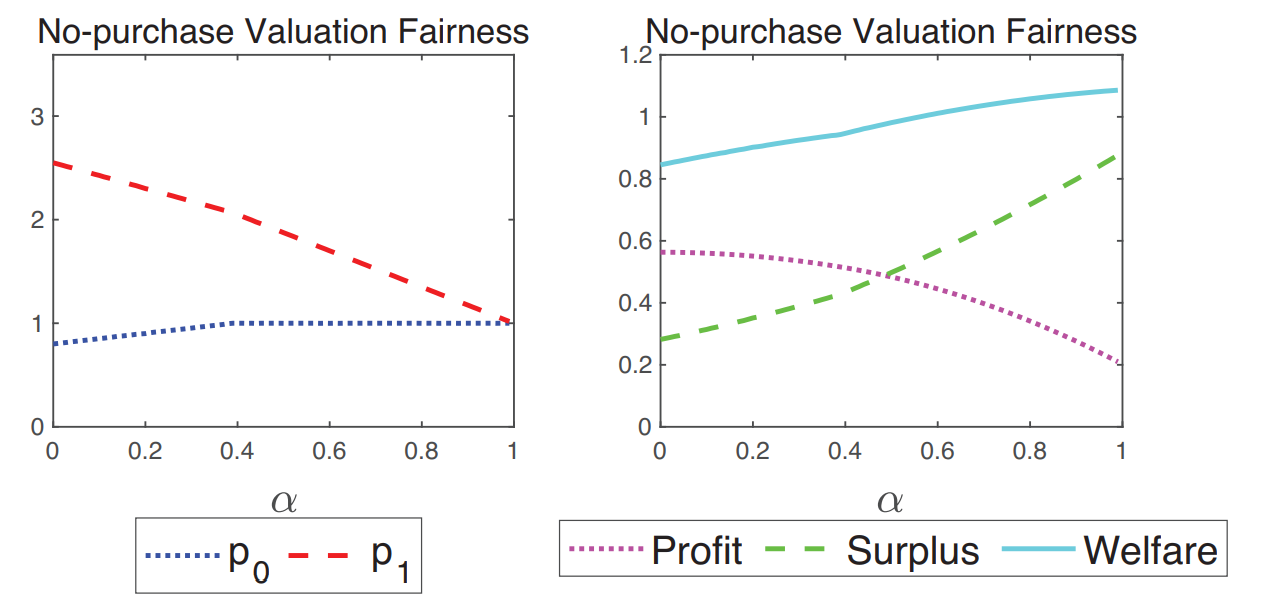 No-purchase Valuation Fairness
3
2
1
0
0 0.2 0.4 0.6 0.8 1
α
p0 p1
No-purchase Valuation Fairness
1.2
1
0.8
0.6
0.4
0.2
0
0 0.2 0.4 0.6 0.8 1
α
Profit Surplus Welfare